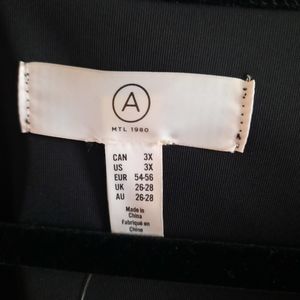 A
MTL 1980
CAN 3X
US 3X
EUR 54-56
UK 26-28
AU 26-28
Made in
China
Fabriqué en
Chine